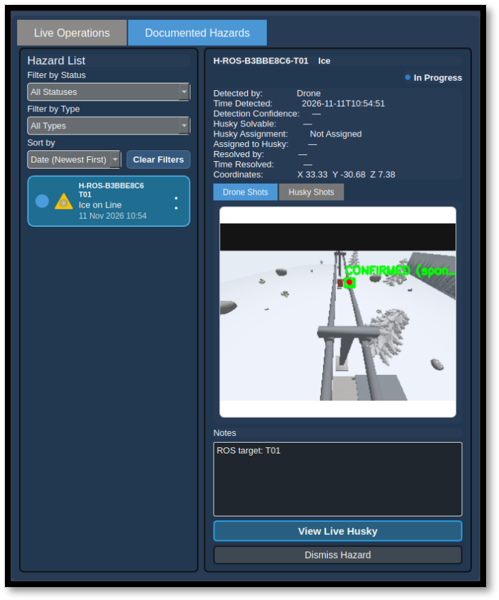 Live Operations
Documented Hazards
Hazard List
Filter by Status
All Statuses
Filter by Type
All Types
Sort by
Date (Newest First)
Clear Filters
H-ROS-B3BBE8C6
T01
Ice on Line
11 Nov 2026 10:54
H-ROS-B3BBE8C6-T01 Ice
In Progress
Detected by: Drone
Time Detected: 2026-11-11T10:54:51
Detection Confidence: —
Husky Solvable: —
Husky Assignment: Not Assigned
Assigned to Husky: —
Resolved by: —
Time Resolved: —
Coordinates: X 33.33 Y -30.68 Z 7.38
Drone Shots
Husky Shots
CONFIRMED (spon...
Notes
ROS target: T01
View Live Husky
Dismiss Hazard